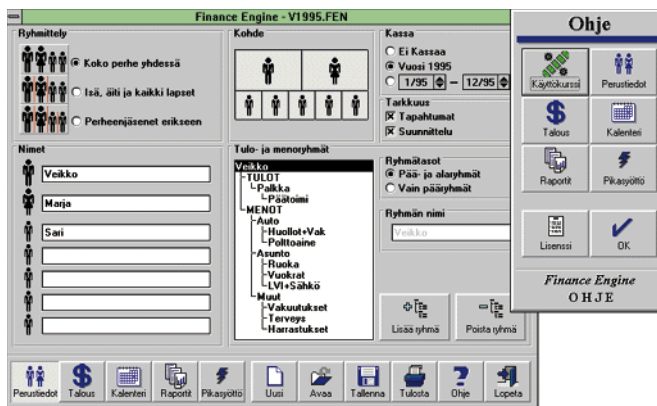 Finance Engine - V1995.FEN
Ryhmittely
Koko perhe yhdessä
Isä, äiti ja kaikki lapset
Perheenjäsenet erikseen
Kohde
Kassa
Ei Kassaa
Vuosi 1995
1/95 – 12/95
Tarkkuus
Tapahtumat
Suunnittelu
Nimet
Veikko
Marja
Sari
Tulo- ja menoryhmät
Veikko
TULOT
Palkka
Päätoimi
MENOT
Auto
Huollot+Vak
Polttoaine
Asunto
Ruoka
Vuokrat
LVI+Sähkö
Muut
Vakuutukset
Terveys
Harrastukset
Ryhmätasot
Pää- ja alaryhmät
Vain pääryhmät
Ryhmän nimi
Veikko
Lisää ryhmä
Poista ryhmä
Perustiedot
Talous
Kalenteri
Raportit
Pikasyöttö
Uusi
Avaa
Tallenna
Tulosta
Ohje
Lopeta
Ohje
Käyttökurssi
Perustiedot
Talous
Kalenteri
Raportit
Pikasyöttö
Lisenssi
OK
Finance Engine
OHJE